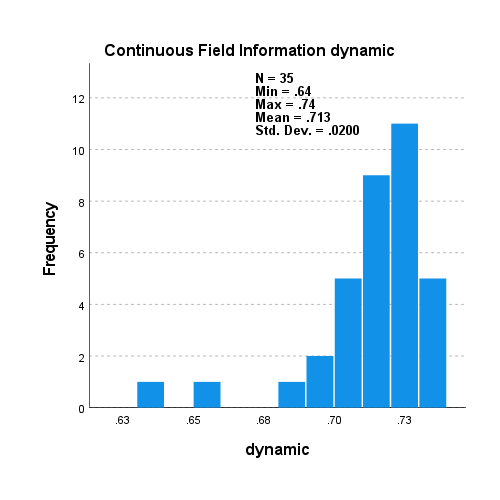 Continuous Field Information dynamic
N = 35
Min = .64
Max = .74
Mean = .713
Std. Dev. = .0200
12
10
8
6
4
2
0
Frequency
.63 .65 .68 .70 .73
dynamic